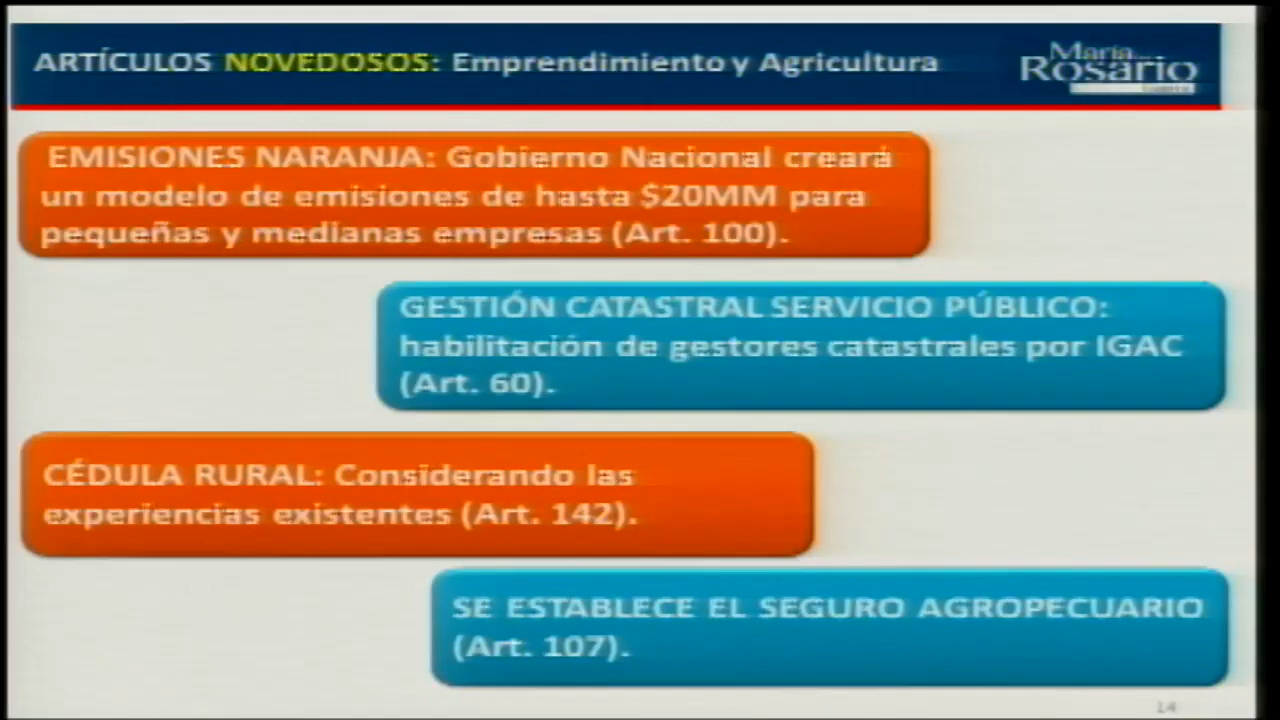 ARTÍCULOS NOVEDOSOS: Emprendimiento y Agricultura
María
Rosario
EMISIONES NARANJA: Gobierno Nacional creará
un modelo de emisiones de hasta $20MM para
pequeñas y medianas empresas (Art. 100).
GESTIÓN CATASTRAL SERVICIO PÚBLICO:
habilitación de gestores catastrales por IGAC
(Art. 60).
CÉDULA RURAL: Considerando las
experiencias existentes (Art. 142).
SE ESTABLECE EL SEGURO AGROPECUARIO
(Art. 107).
14